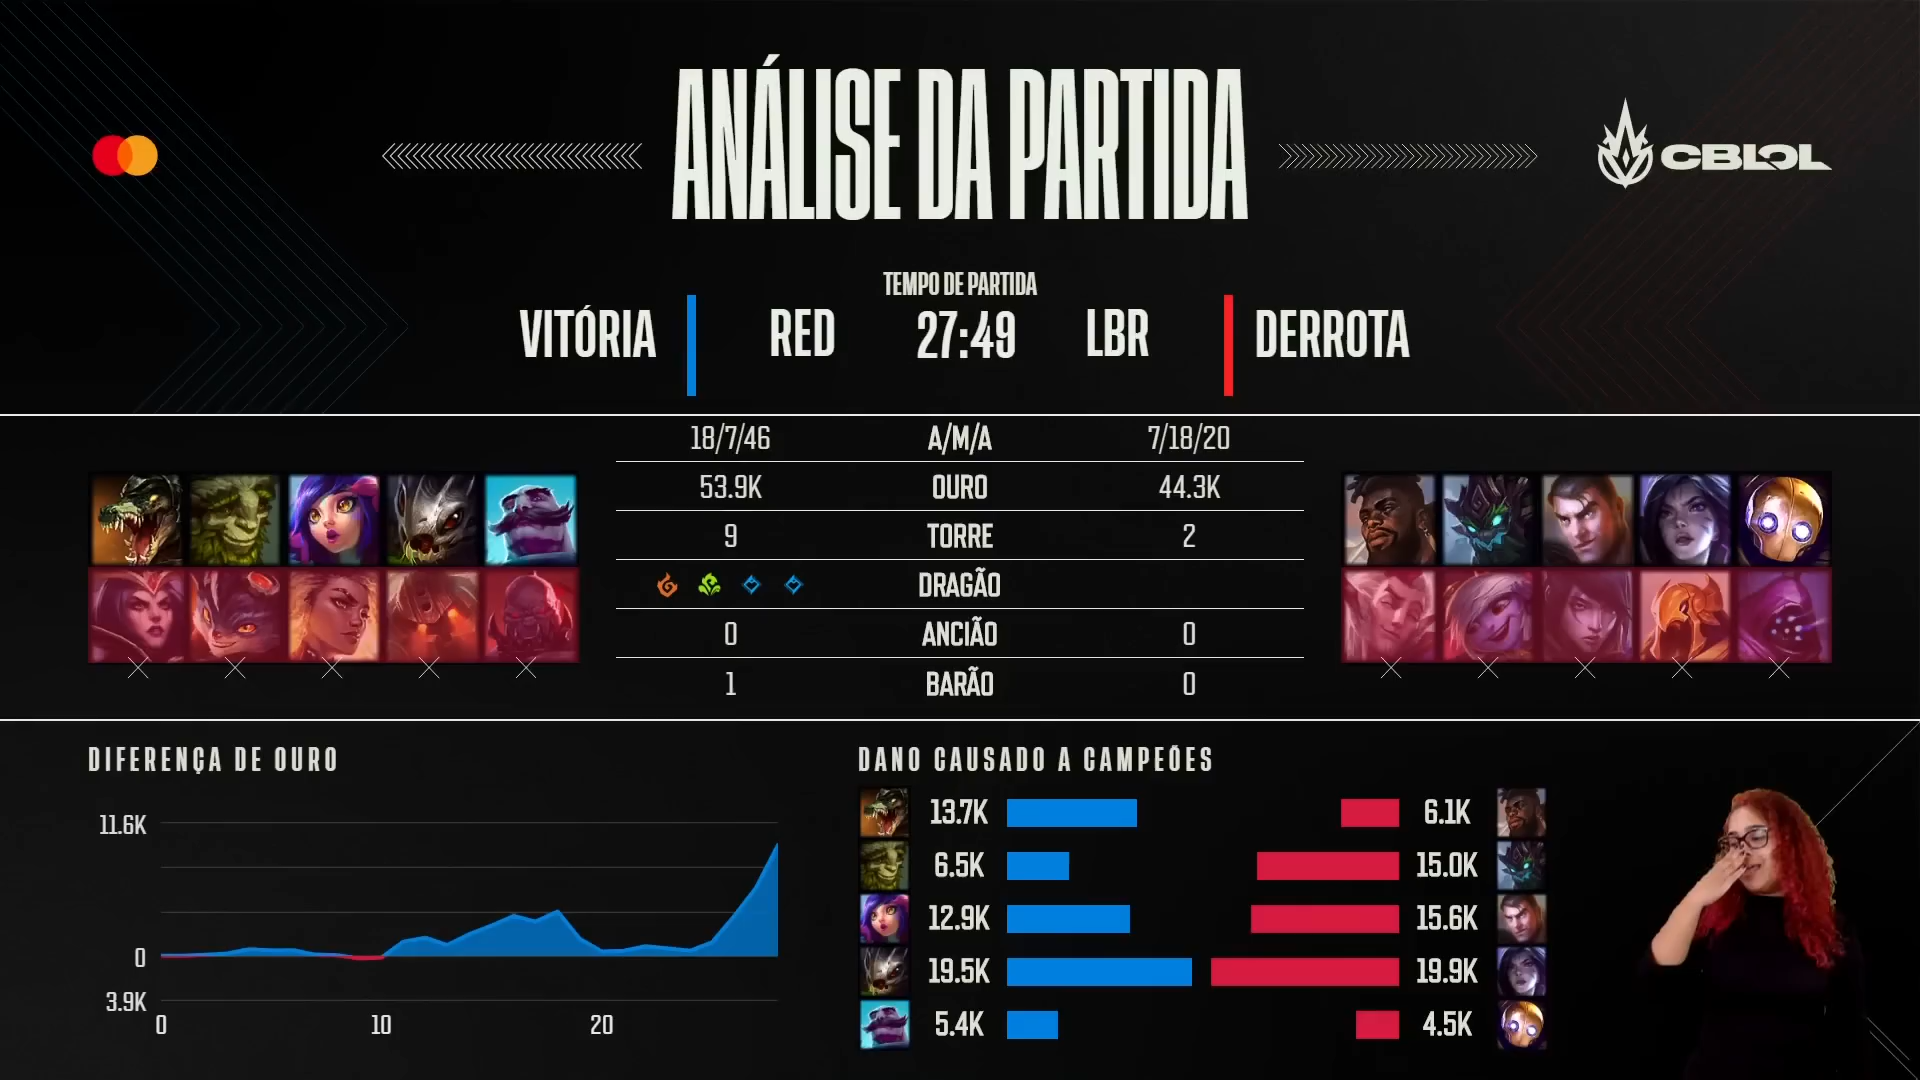 ANÁLISE DA PARTIDA
CBLOL
TEMPO DE PARTIDA
VITÓRIA RED 27:49 LBR DERROTA
18/7/46 A/M/A 7/18/20
53.9K OURO 44.3K
9 TORRE 2
DRAGÃO
0 ANCIÃO 0
1 BARÃO 0
DIFERENÇA DE OURO
11.6K
0
3.9K
0 10 20
DANO CAUSADO A CAMPEÕES
13.7K 6.1K
6.5K 15.0K
12.9K 15.6K
19.5K 19.9K
5.4K 4.5K